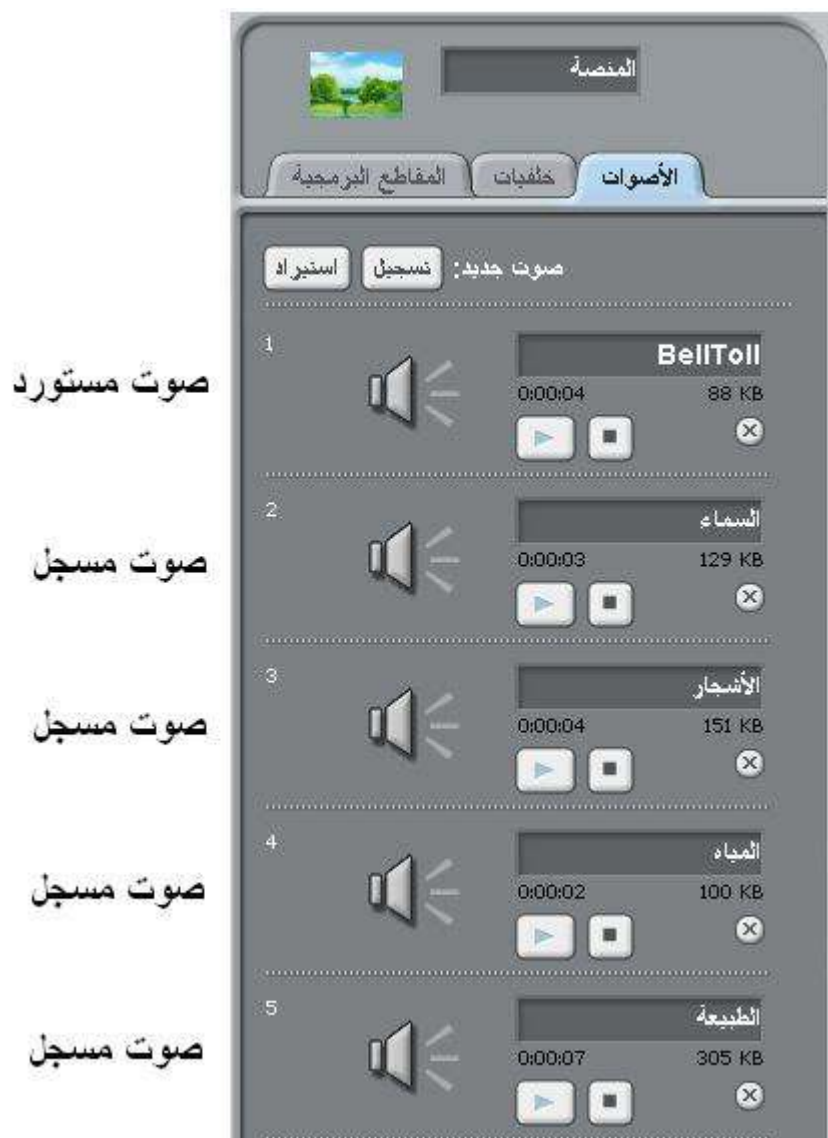 المنصة
الأصوات خلفيات المقاطع البرمجية
صوت جديد: تسجيل استيراد
صوت مستورد
1
BellToll
0:00:04 88 KB
صوت مسجل
2
السماء
0:00:03 129 KB
صوت مسجل
3
الأشجار
0:00:04 151 KB
صوت مسجل
4
المياه
0:00:02 100 KB
صوت مسجل
5
الطبيعة
0:00:07 305 KB